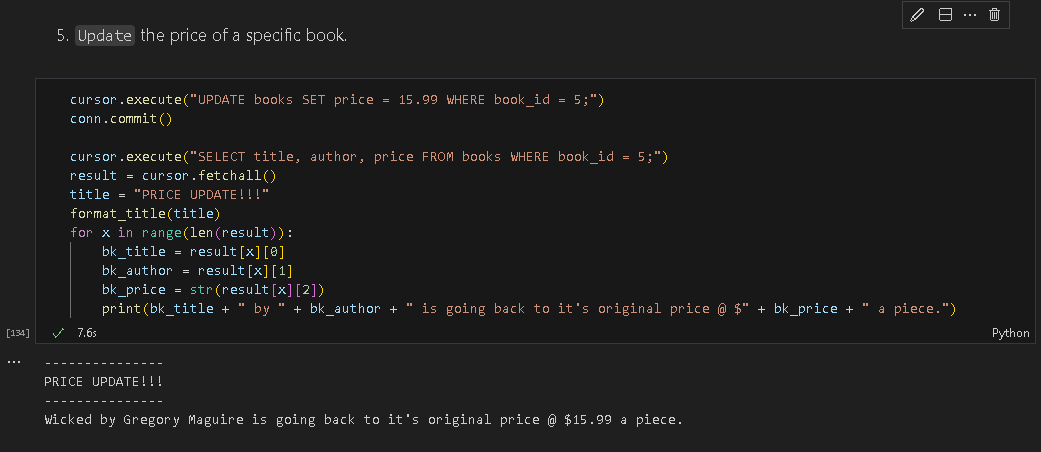 5. Update the price of a specific book.
cursor.execute("UPDATE books SET price = 15.99 WHERE book_id = 5;")
conn.commit()
cursor.execute("SELECT title, author, price FROM books WHERE book_id = 5;")
result = cursor.fetchall()
title = "PRICE UPDATE!!!"
format_title(title)
for x in range(len(result)):
    bk_title = result[x][0]
    bk_author = result[x][1]
    bk_price = str(result[x][2])
    print(bk_title + " by " + bk_author + " is going back to it's original price @ $" + bk_price + " a piece.")
[134] ✓ 7.6s Python
---------------
PRICE UPDATE!!!
---------------
Wicked by Gregory Maguire is going back to it's original price @ $15.99 a piece.